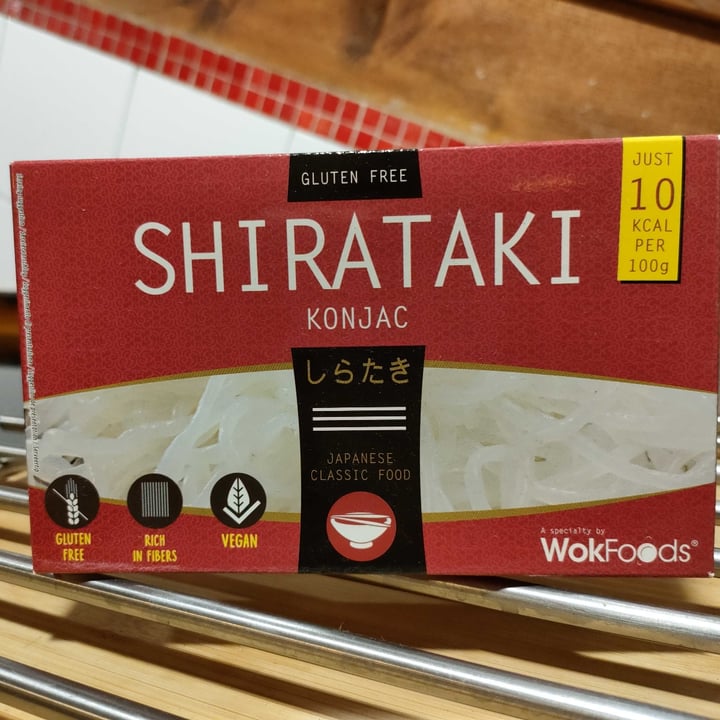 GLUTEN FREE
JUST
10
KCAL
PER
100g
SHIRATAKI
KONJAC
しらたき
JAPANESE
CLASSIC FOOD
GLUTEN
FREE
RICH
IN FIBERS
VEGAN
A specialty by
WokFoods®